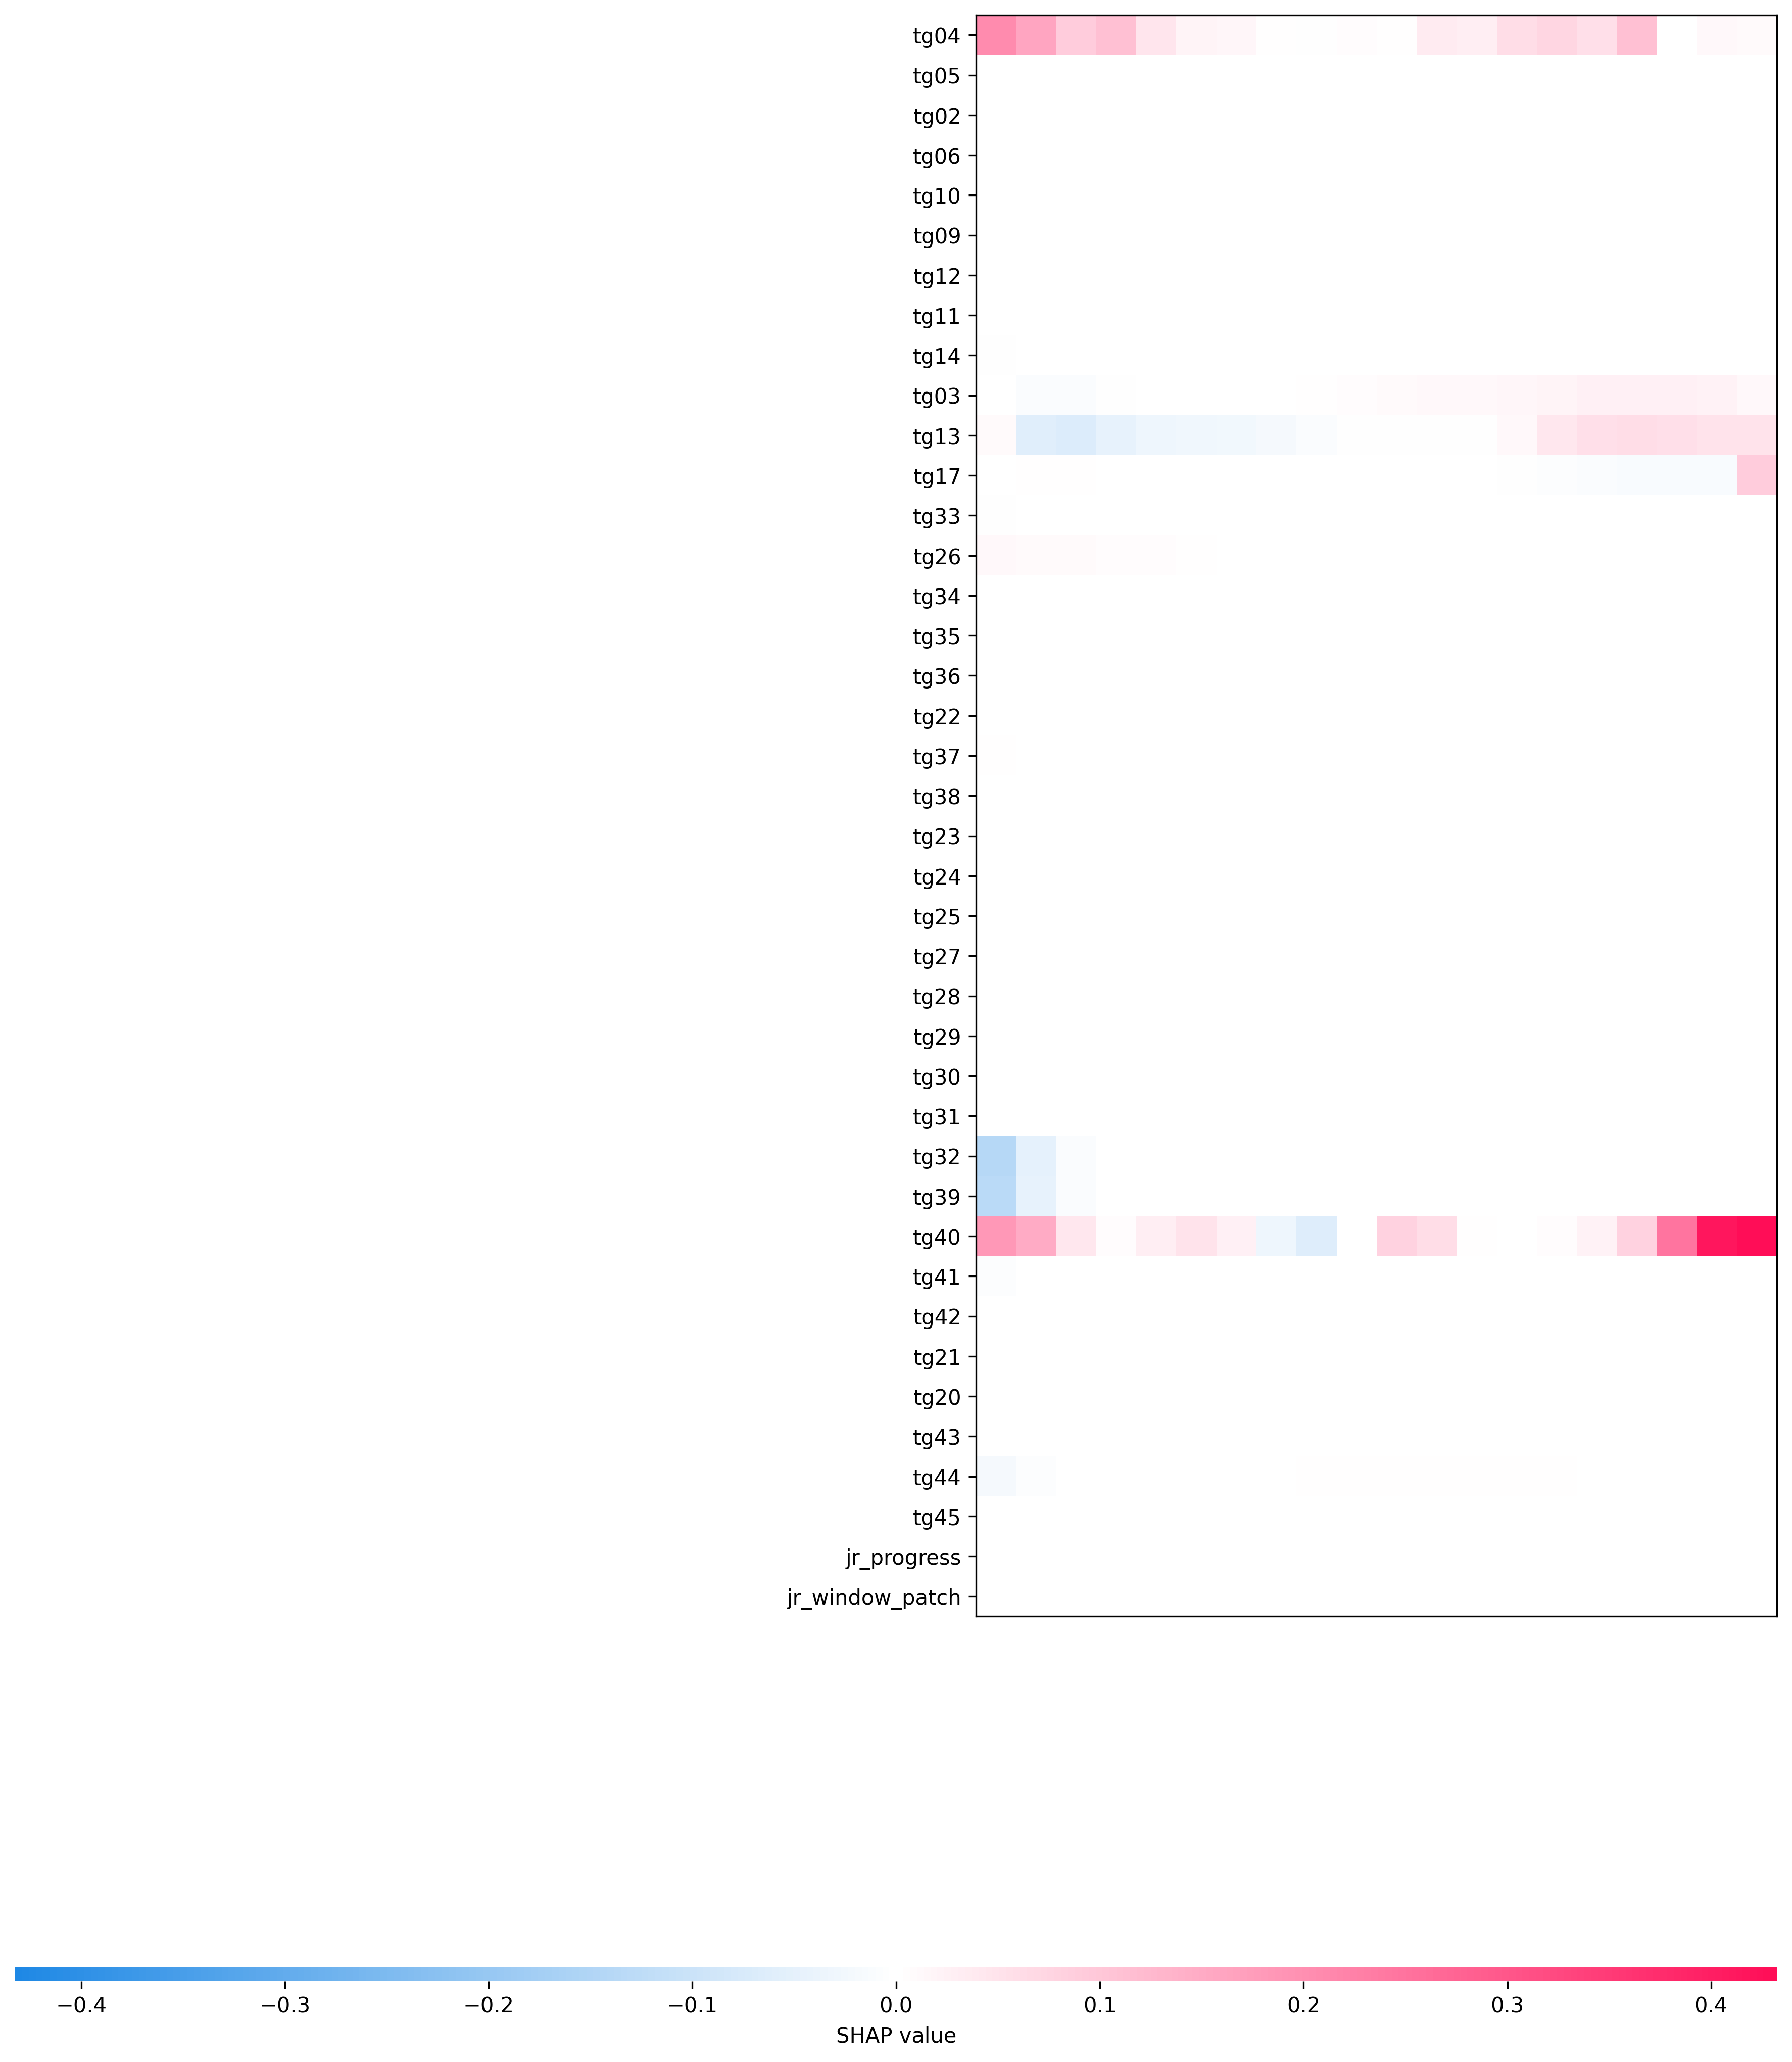 tg04
tg05
tg02
tg06
tg10
tg09
tg12
tg11
tg14
tg03
tg13
tg17
tg33
tg26
tg34
tg35
tg36
tg22
tg37
tg38
tg23
tg24
tg25
tg27
tg28
tg29
tg30
tg31
tg32
tg39
tg40
tg41
tg42
tg21
tg20
tg43
tg44
tg45
jr_progress
jr_window_patch
−0.4 −0.3 −0.2 −0.1 0.0 0.1 0.2 0.3 0.4
SHAP value